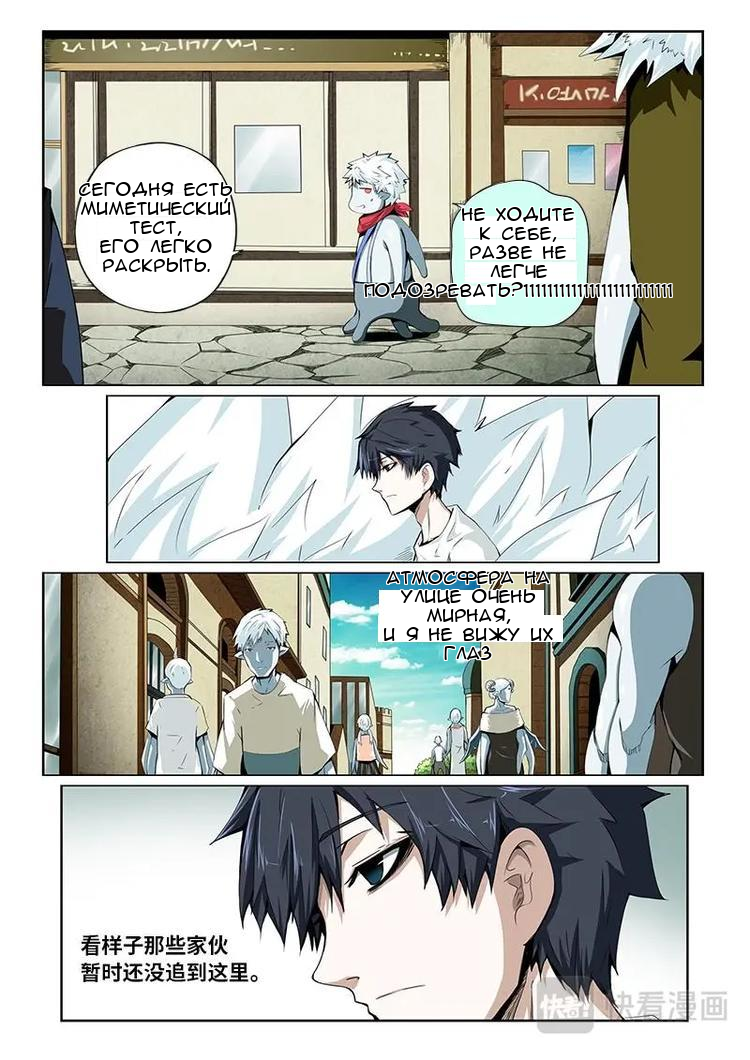 СЕГОДНЯ ЕСТЬ
МИМЕТИЧЕСКИЙ
ТЕСТ,
ЕГО ЛЕГКО
РАСКРЫТЬ.
НЕ ХОДИТЕ
К СЕБЕ,
РАЗВЕ НЕ
ЛЕГЧЕ
ПОДОЗРЕВАТЬ?!!!!!!!!!!!!!!!!!!!!!!!!!!!
АТМОСФЕРА НА
УЛИЦЕ ОЧЕНЬ
МИРНАЯ,
И Я НЕ ВИЖУ ИХ
ГЛАЗ
看样子那些家伙
暂时还没追到这里。
快看 快看漫画